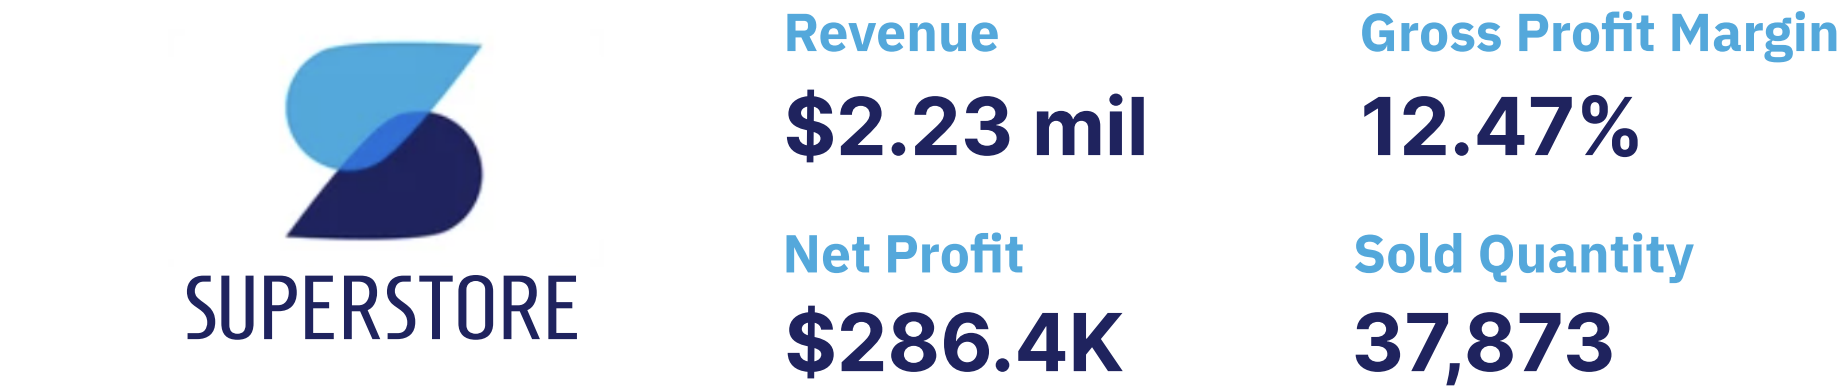 SUPERSTORE
Revenue
$2.23 mil
Gross Profit Margin
12.47%
Net Profit
$286.4K
Sold Quantity
37,873